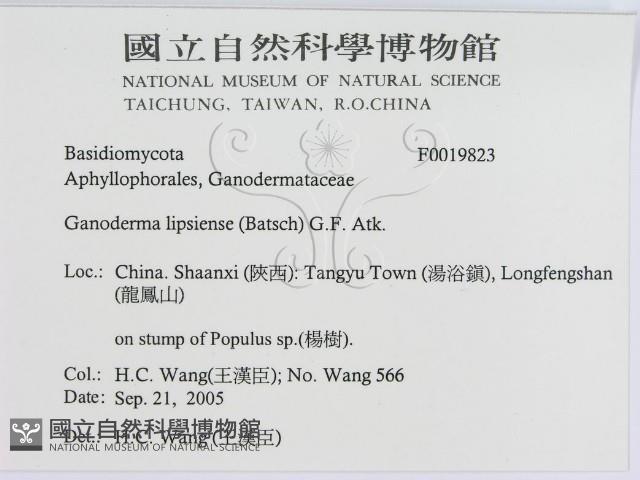 國立自然科學博物館
NATIONAL MUSEUM OF NATURAL SCIENCE
TAICHUNG, TAIWAN, R.O.CHINA
Basidiomycota F0019823
Aphyllophorales, Ganodermataceae
Ganoderma lipsiense (Batsch) G.F. Atk.
Loc.: China. Shaanxi (陝西): Tangyu Town (湯浴鎮), Longfengshan
(龍鳳山)
on stump of Populus sp.(楊樹).
Col.: H.C. Wang(王漢臣); No. Wang 566
Date: Sep. 21, 2005
Det.: H.C. Wang (王漢臣)
國立自然科學博物館
NATIONAL MUSEUM OF NATURAL SCIENCE